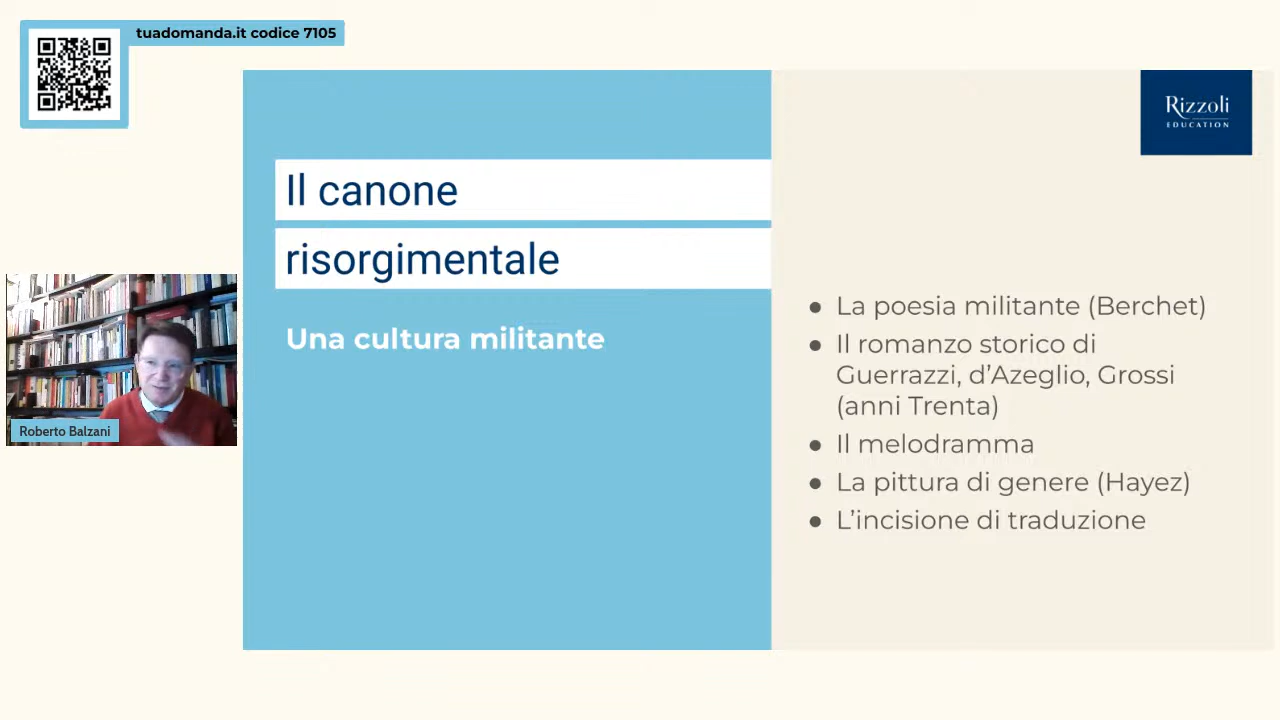 tuadomanda.it codice 7105
Rizzoli
EDUCATION
Il canone
risorgimentale
Una cultura militante
● La poesia militante (Berchet)
● Il romanzo storico di
Guerrazzi, d’Azeglio, Grossi
(anni Trenta)
● Il melodramma
● La pittura di genere (Hayez)
● L’incisione di traduzione
Roberto Balzani